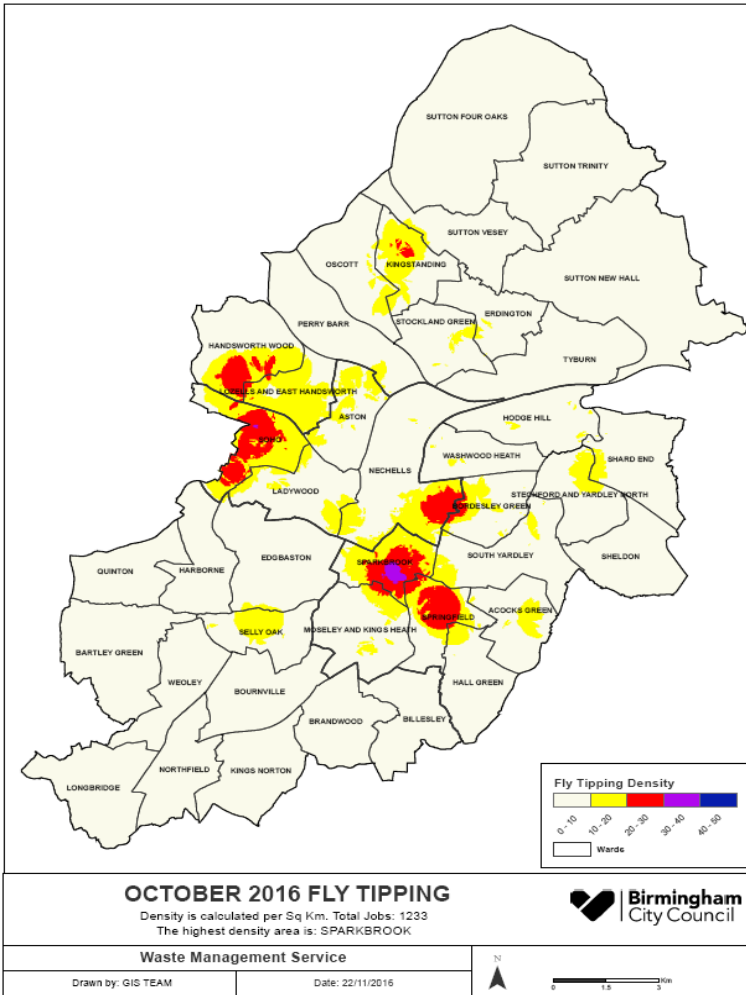 SUTTON FOUR OAKS
SUTTON TRINITY
SUTTON VESEY
OSCOTT
KINGSTANDING
SUTTON NEW HALL
ERDINGTON
STOCKLAND GREEN
PERRY BARR
HANDSWORTH WOOD
TYBURN
LOZELLS AND EAST HANDSWORTH
ASTON
HODGE HILL
SOHO
WASHWOOD HEATH
SHARD END
NECHELLS
LADYWOOD
STECHFORD AND YARDLEY NORTH
BORDESLEY GREEN
SOUTH YARDLEY
SHELDON
EDGBASTON
SPARKBROOK
QUINTON
HARBORNE
ACOCKS GREEN
SPRINGFIELD
SELLY OAK
MOSELEY AND KINGS HEATH
BARTLEY GREEN
WEOLEY
HALL GREEN
BOURNVILLE
BRANDWOOD
BILLESLEY
NORTHFIELD
KINGS NORTON
LONGBRIDGE
Fly Tipping Density
0 - 10
10 - 20
20 - 30
30 - 40
40 - 50
Wards
OCTOBER 2016 FLY TIPPING
Density is calculated per Sq Km. Total Jobs: 1233
The highest density area is: SPARKBROOK
Birmingham
City Council
Waste Management Service
Drawn by: GIS TEAM
Date: 22/11/2016
N
0 1.5 3 Km